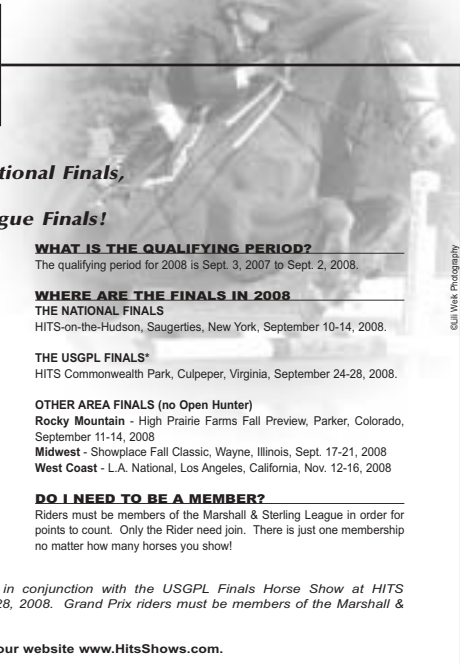 tional Finals,
gue Finals!
WHAT IS THE QUALIFYING PERIOD?
The qualifying period for 2008 is Sept. 3, 2007 to Sept. 2, 2008.
WHERE ARE THE FINALS IN 2008
THE NATIONAL FINALS
HITS-on-the-Hudson, Saugerties, New York, September 10-14, 2008.
THE USGPL FINALS*
HITS Commonwealth Park, Culpeper, Virginia, September 24-28, 2008.
OTHER AREA FINALS (no Open Hunter)
Rocky Mountain - High Prairie Farms Fall Preview, Parker, Colorado,
September 11-14, 2008
Midwest - Showplace Fall Classic, Wayne, Illinois, Sept. 17-21, 2008
West Coast - L.A. National, Los Angeles, California, Nov. 12-16, 2008
DO I NEED TO BE A MEMBER?
Riders must be members of the Marshall & Sterling League in order for
points to count. Only the Rider need join. There is just one membership
no matter how many horses you show!
in conjunction with the USGPL Finals Horse Show at HITS
28, 2008. Grand Prix riders must be members of the Marshall &
our website www.HitsShows.com.
©Lili Weik Photography